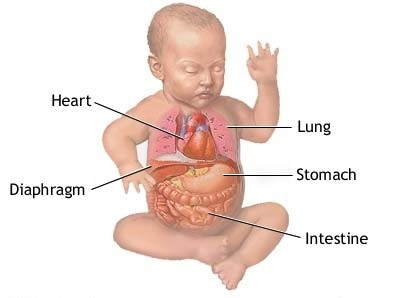 Heart
Lung
Stomach
Diaphragm
Intestine